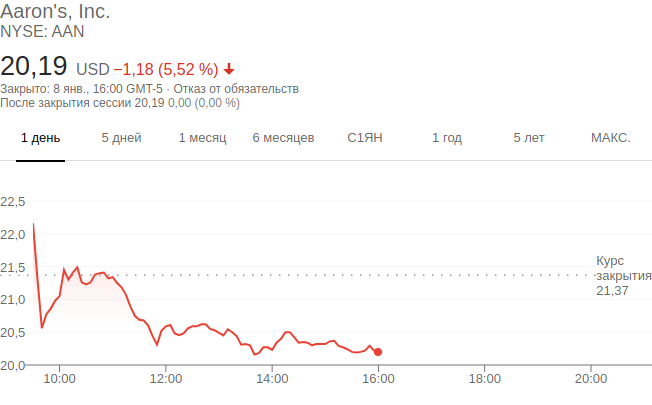 Aaron's, Inc.
NYSE: AAN
20,19 USD −1,18 (5,52 %)
Закрыто: 8 янв., 16:00 GMT-5 · Отказ от обязательств
После закрытия сессии 20,19 0,00 (0,00 %)
1 день 5 дней 1 месяц 6 месяцев С1ЯН 1 год 5 лет МАКС.
22,5
22,0
21,5
21,0
20,5
20,0
Курс
закрытия
21,37
10:00 12:00 14:00 16:00 18:00 20:00